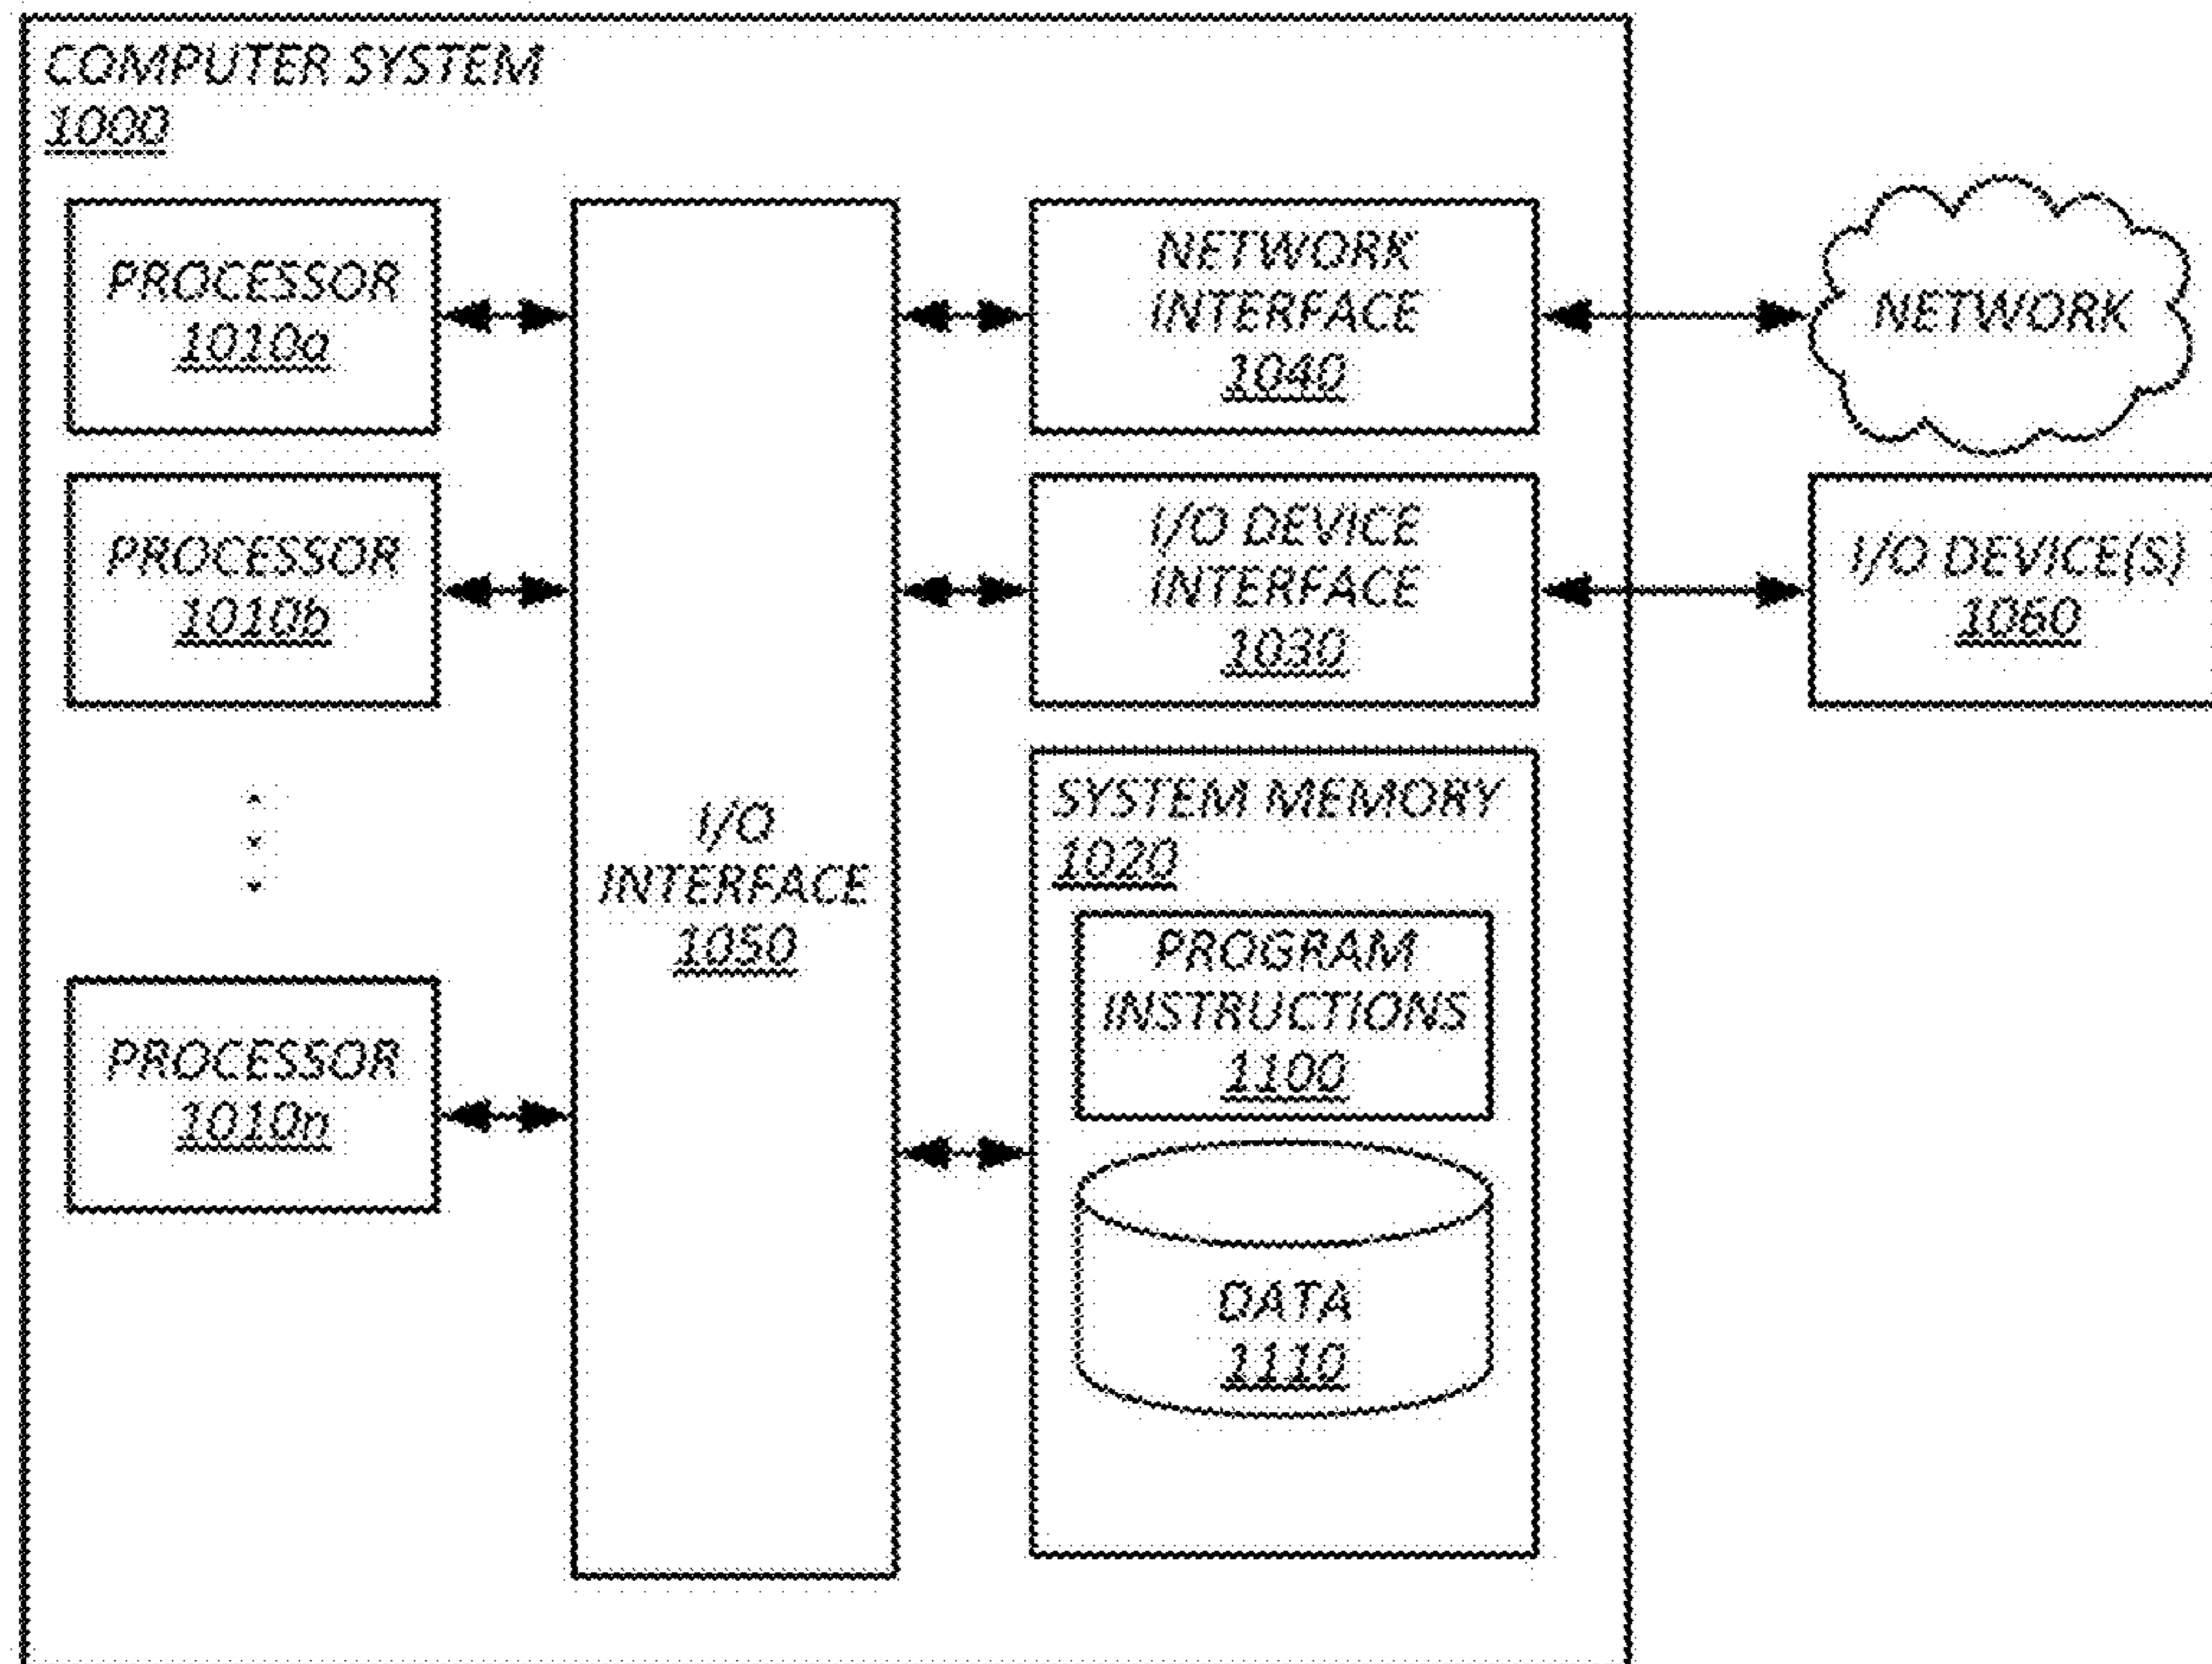 COMPUTER SYSTEM
1000
PROCESSOR
1010a
PROCESSOR
1010b
PROCESSOR
1010n
I/O
INTERFACE
1050
NETWORK
INTERFACE
1040
I/O DEVICE
INTERFACE
1030
SYSTEM MEMORY
1020
PROGRAM
INSTRUCTIONS
1100
DATA
1110
NETWORK
I/O DEVICE(S)
1060